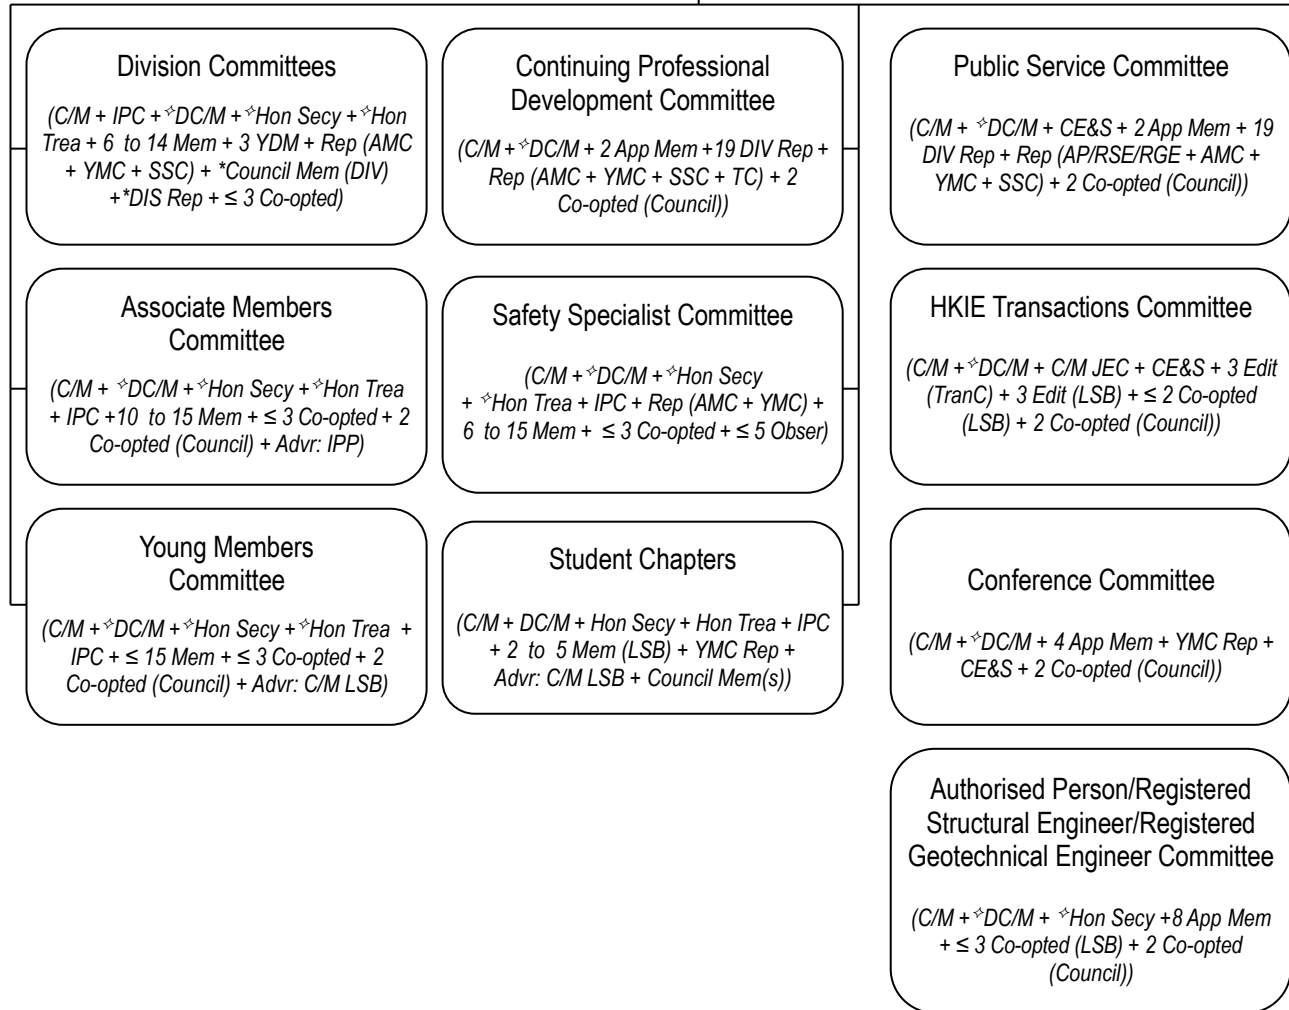 Division Committees
(C/M + IPC +✧DC/M +✧Hon Secy +✧Hon
Trea + 6 to 14 Mem + 3 YDM + Rep (AMC
+ YMC + SSC) + *Council Mem (DIV)
+*DIS Rep + ≤ 3 Co-opted)
Continuing Professional
Development Committee
(C/M +✧DC/M + 2 App Mem +19 DIV Rep +
Rep (AMC + YMC + SSC + TC) + 2
Co-opted (Council))
Public Service Committee
(C/M + ✧DC/M + CE&S + 2 App Mem + 19
DIV Rep + Rep (AP/RSE/RGE + AMC +
YMC + SSC) + 2 Co-opted (Council))
Associate Members
Committee
(C/M + ✧DC/M +✧Hon Secy +✧Hon Trea
+ IPC +10 to 15 Mem + ≤ 3 Co-opted + 2
Co-opted (Council) + Advr: IPP)
Safety Specialist Committee
(C/M +✧DC/M +✧Hon Secy
+ ✧Hon Trea + IPC + Rep (AMC + YMC) +
6 to 15 Mem + ≤ 3 Co-opted + ≤ 5 Obser)
HKIE Transactions Committee
(C/M +✧DC/M + C/M JEC + CE&S + 3 Edit
(TranC) + 3 Edit (LSB) + ≤ 2 Co-opted
(LSB) + 2 Co-opted (Council))
Young Members
Committee
(C/M +✧DC/M +✧Hon Secy +✧Hon Trea +
IPC + ≤ 15 Mem + ≤ 3 Co-opted + 2
Co-opted (Council) + Advr: C/M LSB)
Student Chapters
(C/M + DC/M + Hon Secy + Hon Trea + IPC
+ 2 to 5 Mem (LSB) + YMC Rep +
Advr: C/M LSB + Council Mem(s))
Conference Committee
(C/M +✧DC/M + 4 App Mem + YMC Rep +
CE&S + 2 Co-opted (Council))
Authorised Person/Registered
Structural Engineer/Registered
Geotechnical Engineer Committee
(C/M +✧DC/M + ✧Hon Secy +8 App Mem
+ ≤ 3 Co-opted (LSB) + 2 Co-opted
(Council))